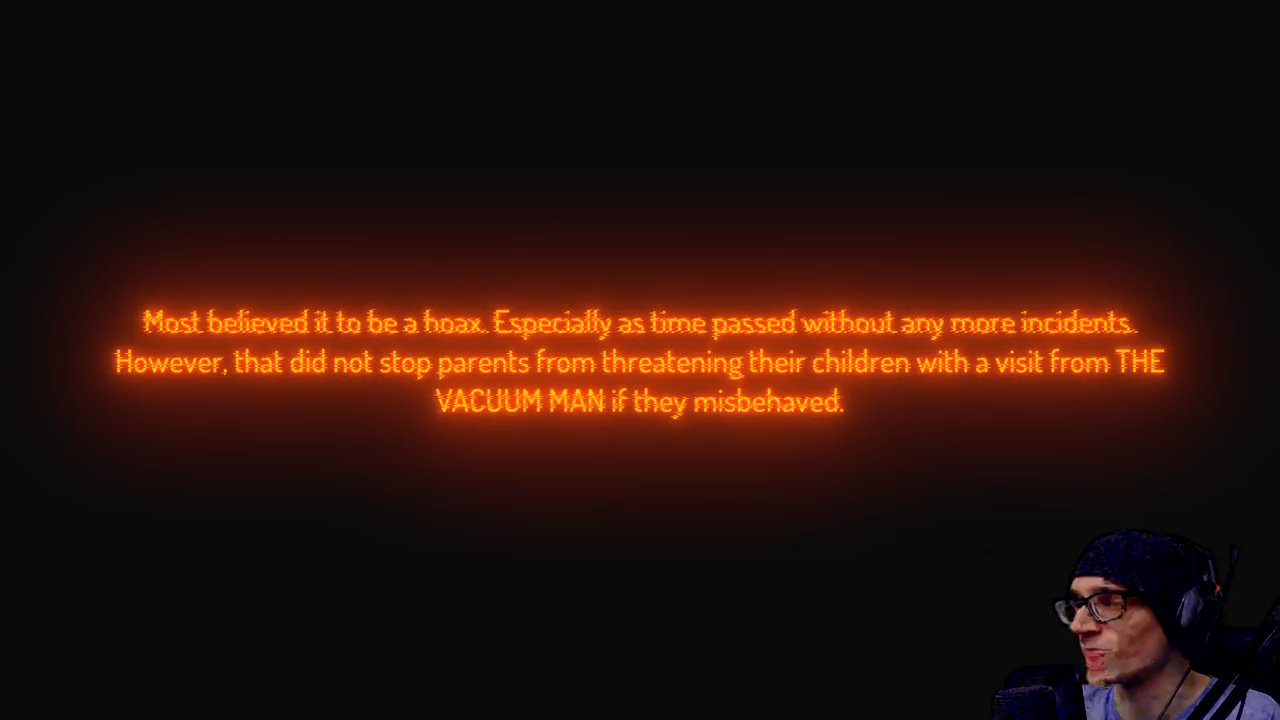 Most believed it to be a hoax. Especially as time passed without any more incidents.
However, that did not stop parents from threatening their children with a visit from THE
VACUUM MAN if they misbehaved.